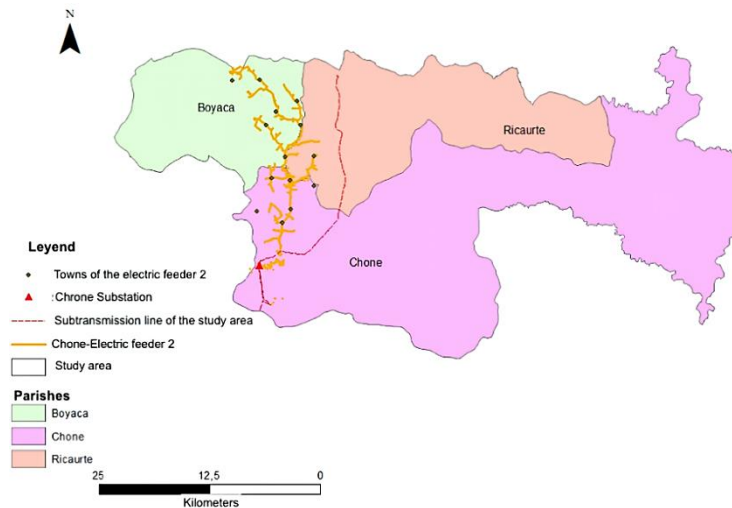 N
Boyaca
Ricaurte
Chone
Leyend
Towns of the electric feeder 2
:Chrone Substation
Subtransmission line of the study area
Chone-Electric feeder 2
Study area
Parishes
Boyaca
Chone
Ricaurte
25 12,5 0
Kilometers